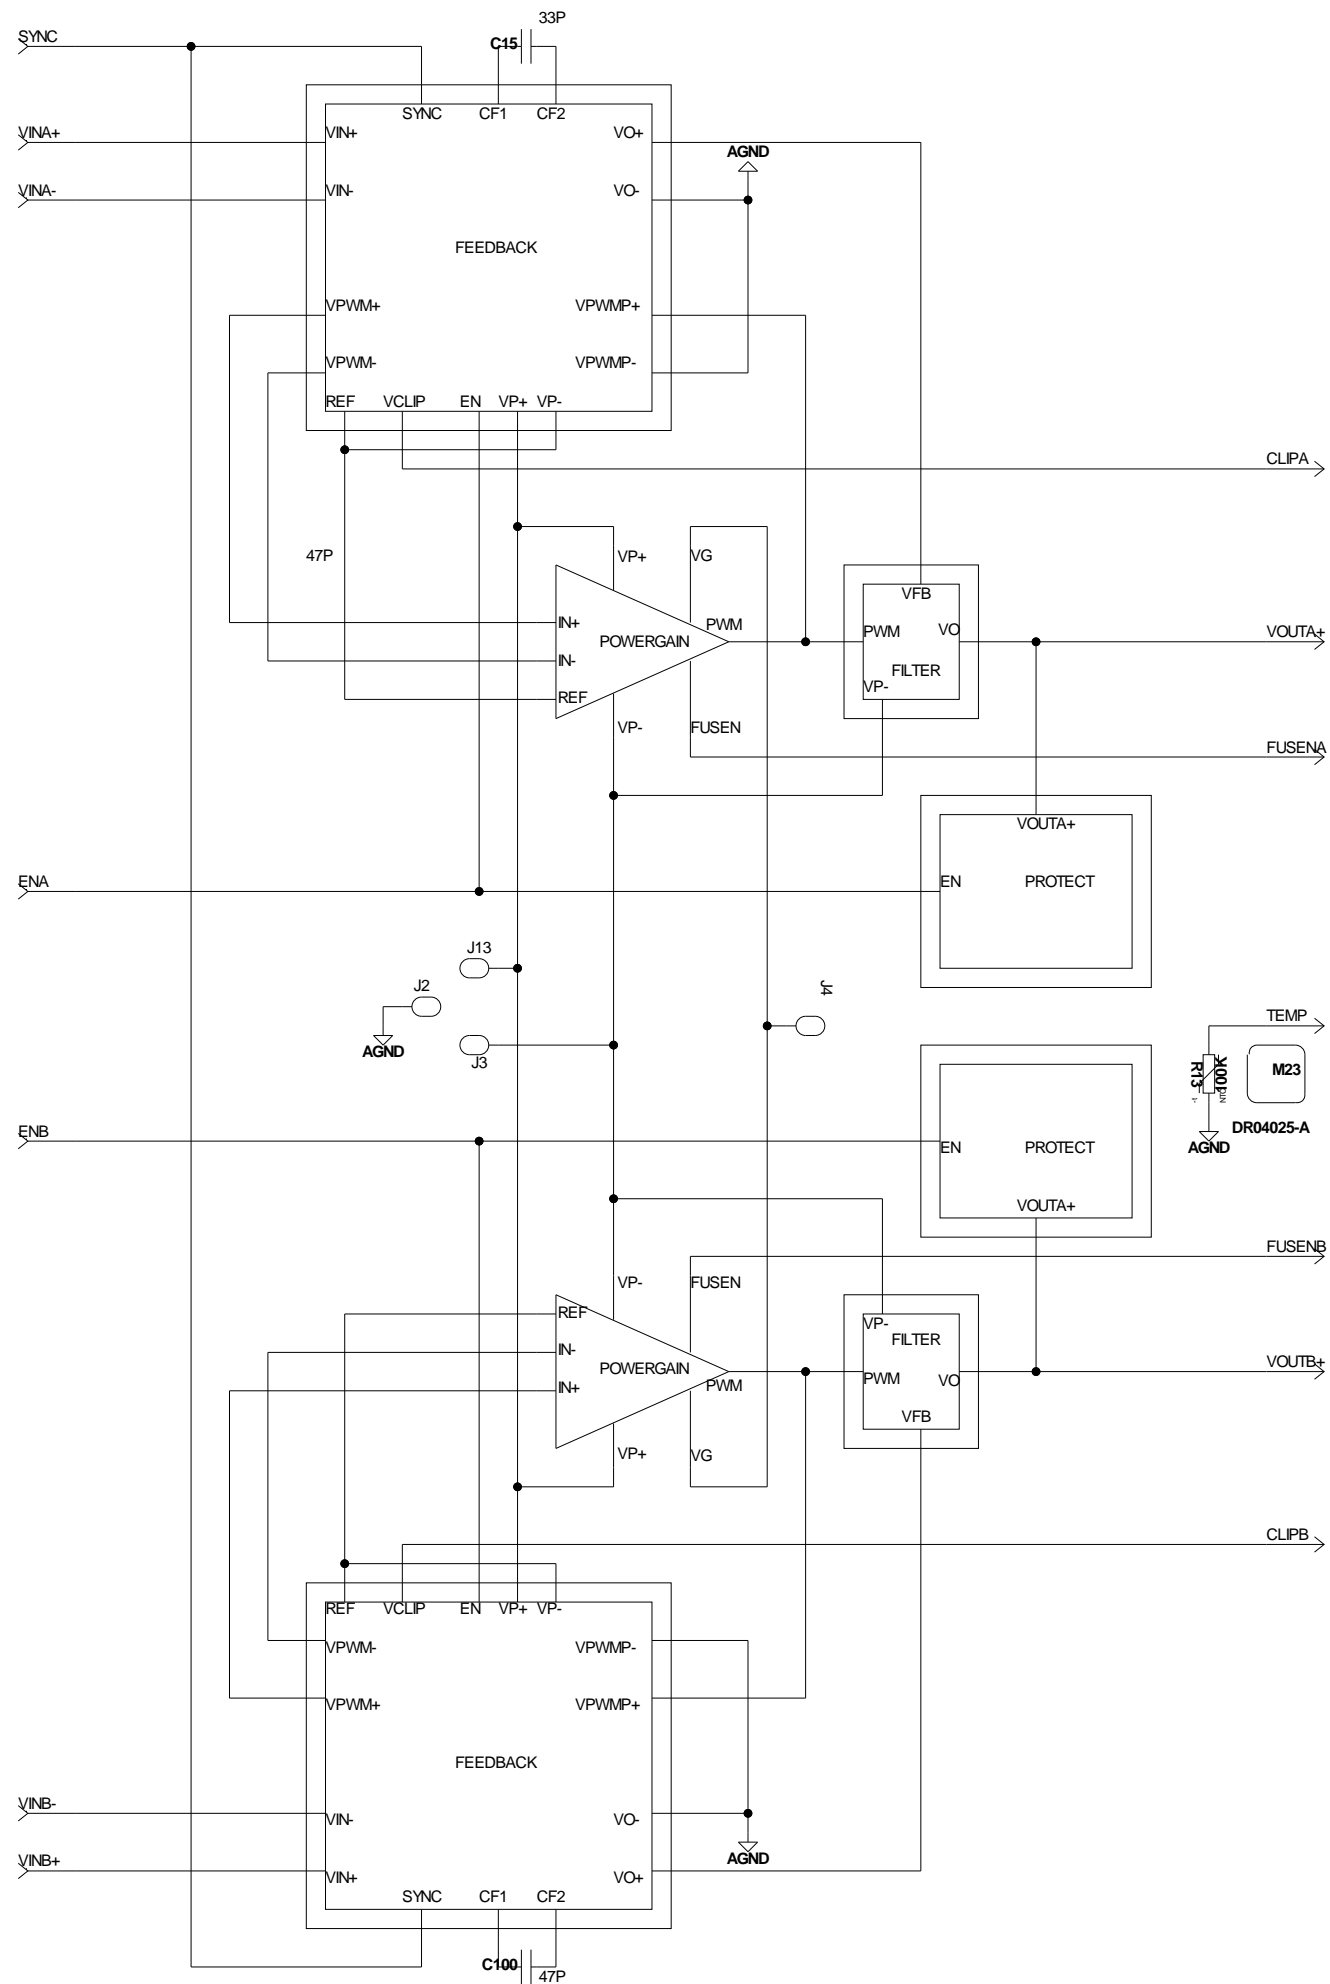 33P
SYNC
C15
SYNC CF1 CF2
VINA+ VIN+ VO+
AGND
VINA- VIN- VO-
FEEDBACK
VPWM+ VPWMP+
VPWM- VPWMP-
REF VCLIP EN VP+ VP-
CLIPA
47P VP+ VG
VFB
IN+ PWM PWM VO VOUTA+
POWERGAIN
IN- FILTER
REF VP-
VP- FUSEN FUSENA
VOUTA+
ENA EN PROTECT
J13
J2 J4
TEMP
AGND J3
R13 100K M23
DR04025-A
ENB EN PROTECT AGND
VOUTA+
FUSENB
VP- FUSEN
REF VP-
FILTER
IN-
POWERGAIN VOUTB+
IN+ PWM PWM VO
VFB
VP+ VG
CLIPB
REF VCLIP EN VP+ VP-
VPWM- VPWMP-
VPWM+ VPWMP+
FEEDBACK
VINB- VIN- VO-
AGND
VINB+ VIN+ VO+
SYNC CF1 CF2
C100
47P